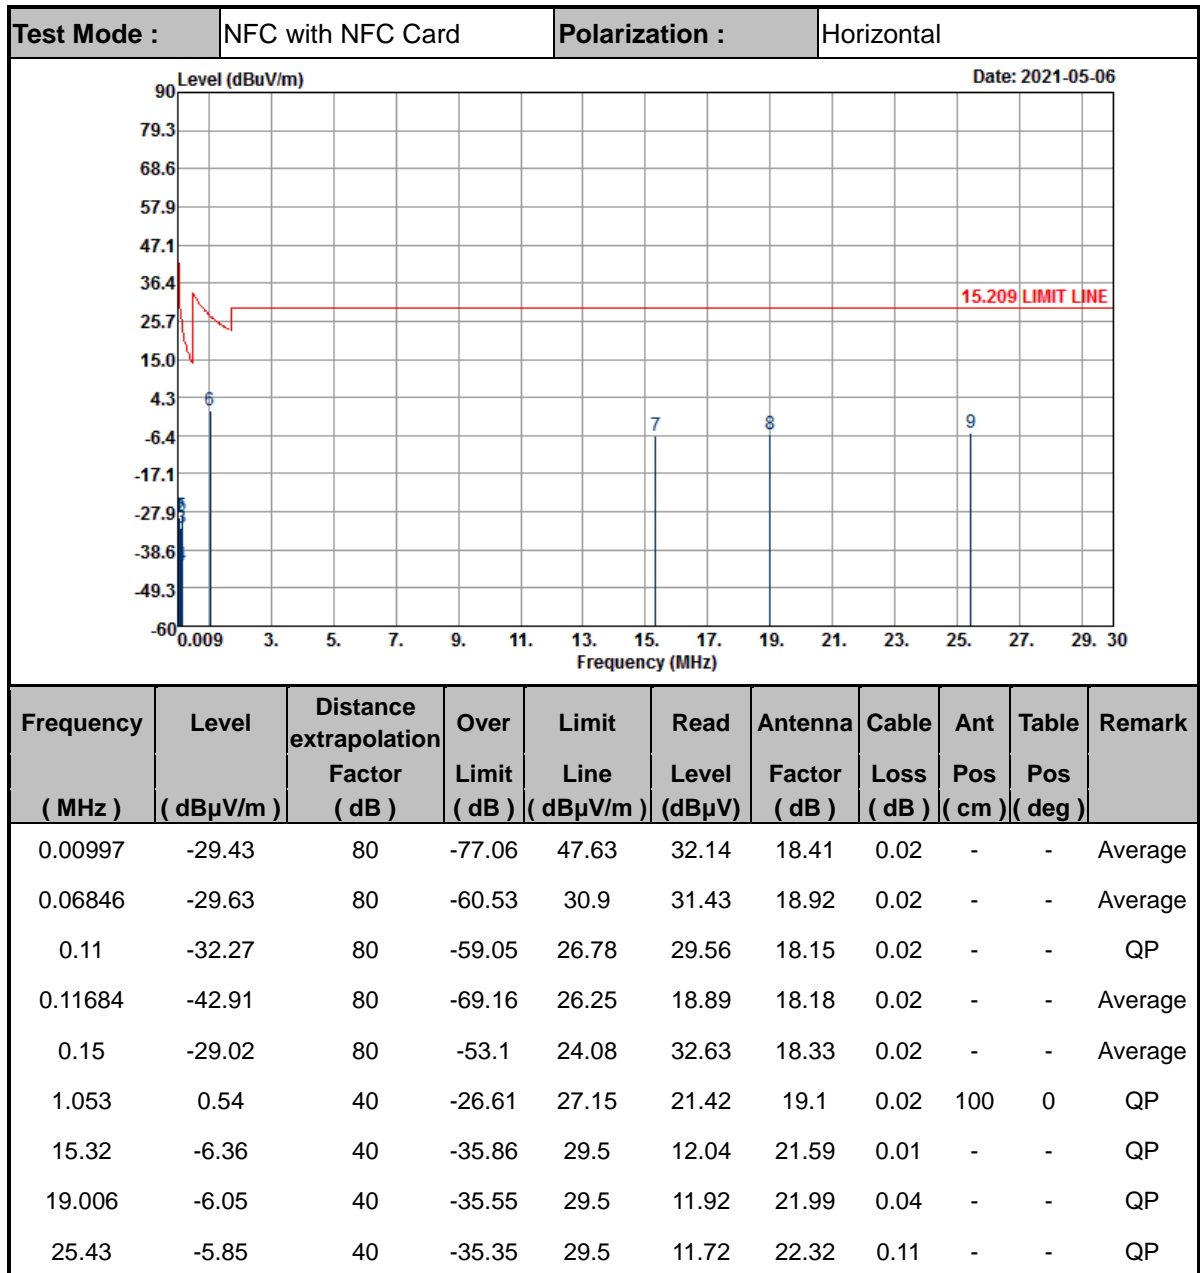 Test Mode : NFC with NFC Card Polarization : Horizontal
Level (dBuV/m) Date: 2021-05-06
90
79.3
68.6
57.9
47.1
36.4
15.209 LIMIT LINE
25.7
15.0
4.3
6
7 8 9
-6.4
-17.1
-27.9
-38.6
-49.3
-60
0.009 3. 5. 7. 9. 11. 13. 15. 17. 19. 21. 23. 25. 27. 29. 30
Frequency (MHz)
Frequency Level Distance extrapolation Over Limit Read Antenna Cable Ant Table Remark
Factor Limit Line Level Factor Loss Pos Pos
( MHz ) ( dBµV/m ) ( dB ) ( dB ) ( dBµV/m ) (dBµV) ( dB ) ( dB ) ( cm ) ( deg )
0.00997 -29.43 80 -77.06 47.63 32.14 18.41 0.02 - - Average
0.06846 -29.63 80 -60.53 30.9 31.43 18.92 0.02 - - Average
0.11 -32.27 80 -59.05 26.78 29.56 18.15 0.02 - - QP
0.11684 -42.91 80 -69.16 26.25 18.89 18.18 0.02 - - Average
0.15 -29.02 80 -53.1 24.08 32.63 18.33 0.02 - - Average
1.053 0.54 40 -26.61 27.15 21.42 19.1 0.02 100 0 QP
15.32 -6.36 40 -35.86 29.5 12.04 21.59 0.01 - - QP
19.006 -6.05 40 -35.55 29.5 11.92 21.99 0.04 - - QP
25.43 -5.85 40 -35.35 29.5 11.72 22.32 0.11 - - QP